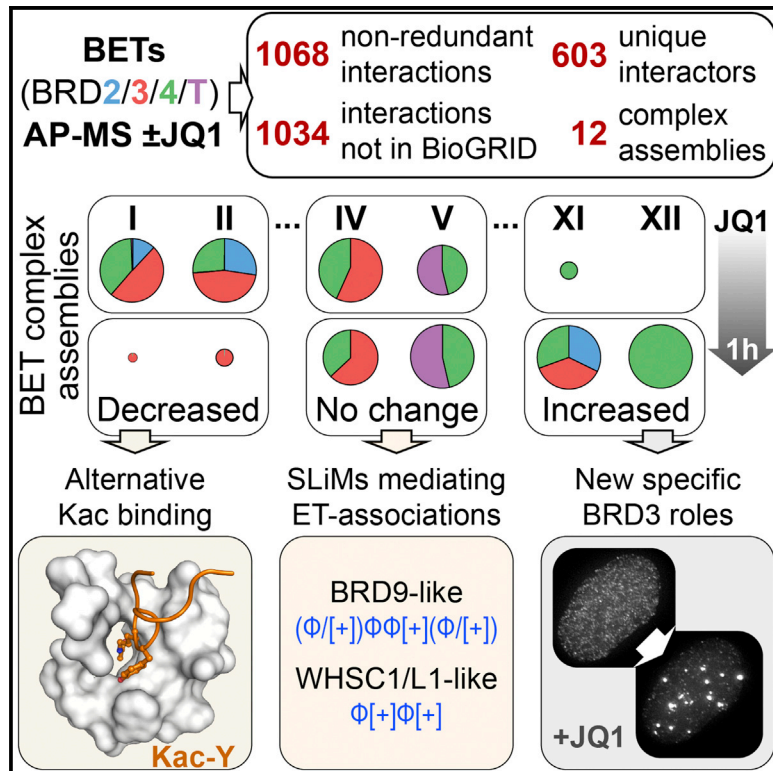 BETs
(BRD2/3/4/T)
AP-MS ±JQ1
1068 non-redundant interactions
603 unique interactors
1034 interactions not in BioGRID
12 complex assemblies
I II ... IV V ... XI XII JQ1
BET complex
assemblies
1h
Decreased No change Increased
Alternative
Kac binding
SLiMs mediating
ET-associations
New specific
BRD3 roles
Kac-Y
BRD9-like
(Φ/[+])ΦΦ[+](Φ/[+])
WHSC1/L1-like
Φ[+]Φ[+]
+JQ1